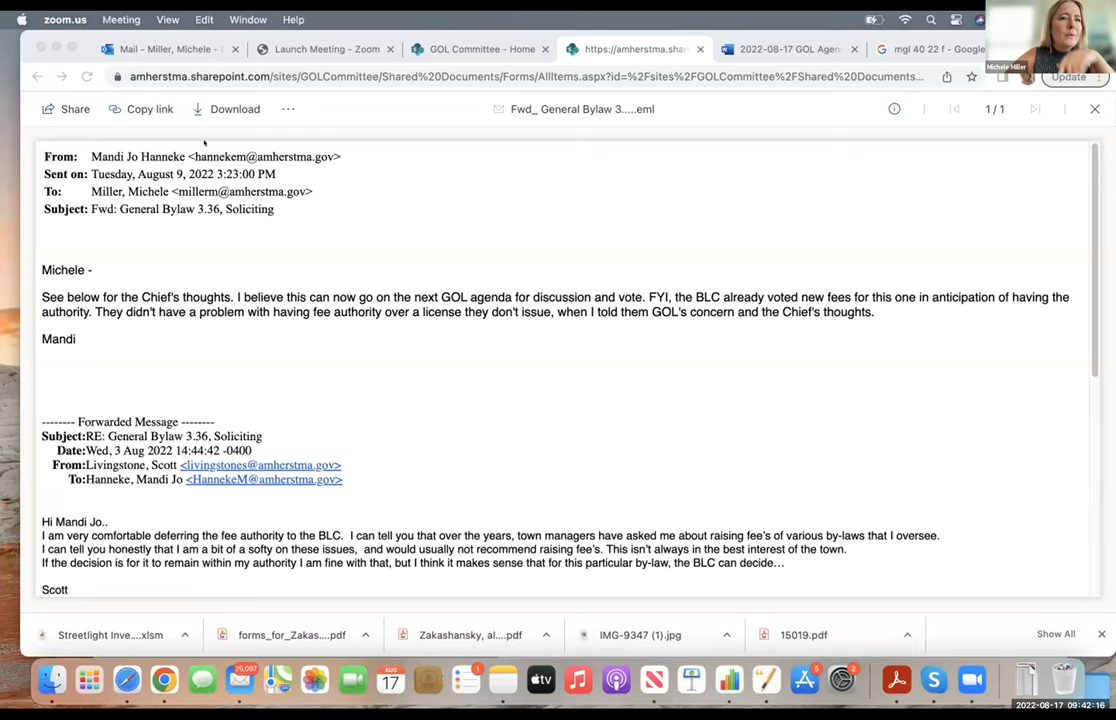 zoom.us Meeting View Edit Window Help
Mail - Miller, Michele - Launch Meeting - Zoom GOL Committee - Home https://amherstma.shar 2022-08-17 GOL Agen mgl 40 22 f - Google
amherstma.sharepoint.com/sites/GOLCommittee/Shared%20Documents/Forms/AllItems.aspx?id=%2Fsites%2FGOLCommittee%2FShared%20Documents... Update
Michele Miller
Share Copy link Download ... Fwd_ General Bylaw 3.....eml 1 / 1
From: Mandi Jo Hanneke <hannekem@amherstma.gov>
Sent on: Tuesday, August 9, 2022 3:23:00 PM
To: Miller, Michele <millerm@amherstma.gov>
Subject: Fwd: General Bylaw 3.36, Soliciting
Michele -
See below for the Chief's thoughts. I believe this can now go on the next GOL agenda for discussion and vote. FYI, the BLC already voted new fees for this one in anticipation of having the
authority. They didn't have a problem with having fee authority over a license they don't issue, when I told them GOL's concern and the Chief's thoughts.
Mandi
-------- Forwarded Message --------
Subject:RE: General Bylaw 3.36, Soliciting
Date:Wed, 3 Aug 2022 14:44:42 -0400
From:Livingstone, Scott <livingstones@amherstma.gov>
To:Hanneke, Mandi Jo <HannekeM@amherstma.gov>
Hi Mandi Jo..
I am very comfortable deferring the fee authority to the BLC. I can tell you that over the years, town managers have asked me about raising fee's of various by-laws that I oversee.
I can tell you honestly that I am a bit of a softy on these issues, and would usually not recommend raising fee's. This isn't always in the best interest of the town.
If the decision is for it to remain within my authority I am fine with that, but I think it makes sense that for this particular by-law, the BLC can decide...
Scott
Streetlight Inve....xlsm forms_for_Zakas....pdf Zakashansky, al....pdf IMG-9347 (1).jpg 15019.pdf Show All
25,097 AUG 17 1 tv 5 2
2022-08-17 09:42:16